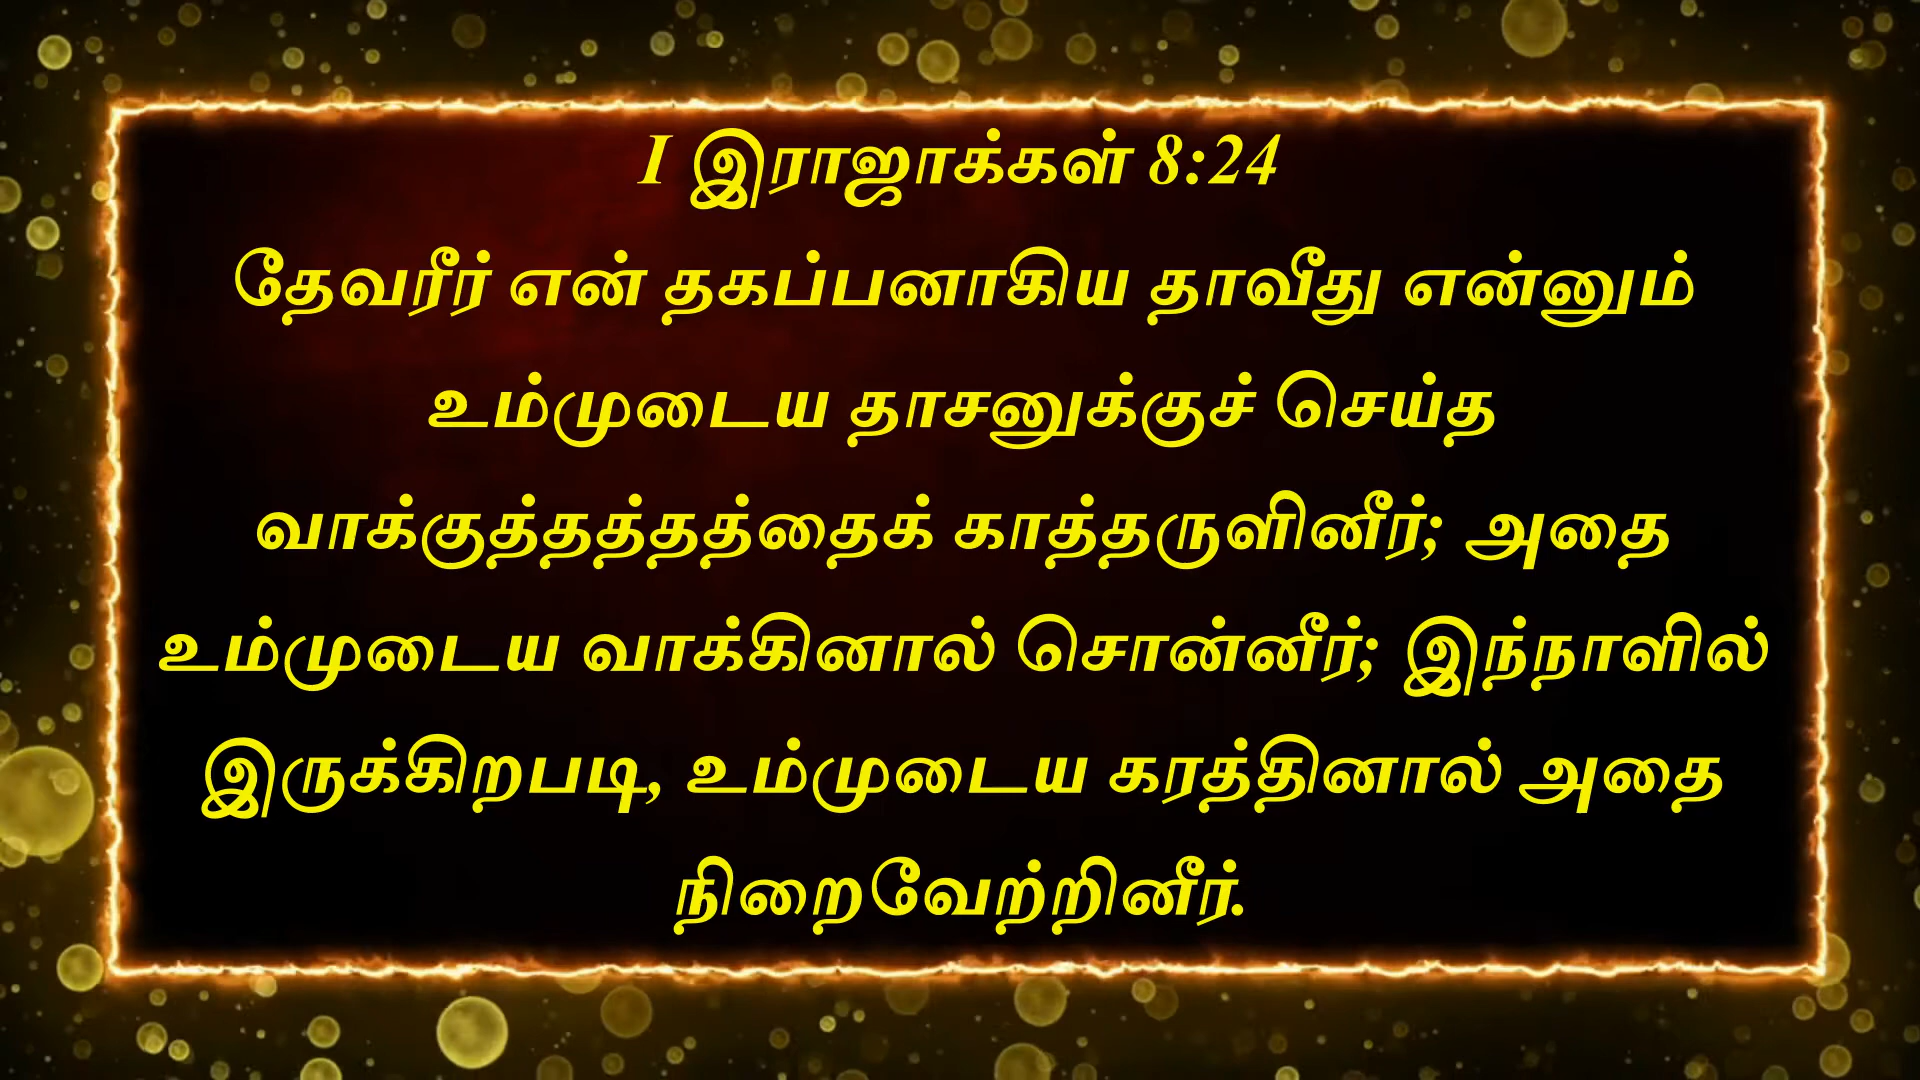 I இராஜாக்கள் 8:24
தேவரீர் என் தகப்பனாகிய தாவீது என்னும்
உம்முடைய தாசனுக்குச் செய்த
வாக்குத்தத்தத்தைக் காத்தருளினீர்; அதை
உம்முடைய வாக்கினால் சொன்னீர்; இந்நாளில்
இருக்கிறபடி, உம்முடைய கரத்தினால் அதை
நிறைவேற்றினீர்.